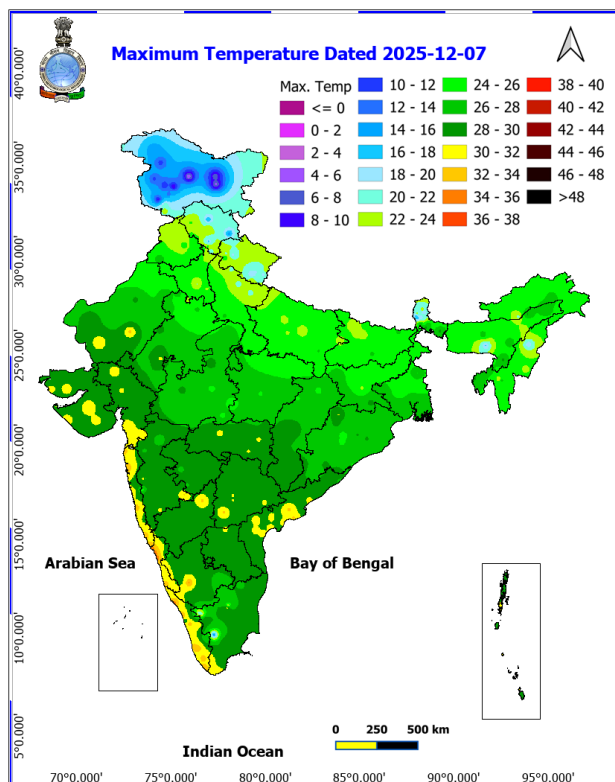 Maximum Temperature Dated 2025-12-07
Max. Temp
<= 0
0 - 2
2 - 4
4 - 6
6 - 8
8 - 10
10 - 12
12 - 14
14 - 16
16 - 18
18 - 20
20 - 22
22 - 24
24 - 26
26 - 28
28 - 30
30 - 32
32 - 34
34 - 36
36 - 38
38 - 40
40 - 42
42 - 44
44 - 46
46 - 48
>48
40°0.000'
35°0.000'
30°0.000'
25°0.000'
20°0.000'
15°0.000'
10°0.000'
5°0.000'
Arabian Sea
Bay of Bengal
Indian Ocean
0 250 500 km
70°0.000' 75°0.000' 80°0.000' 85°0.000' 90°0.000' 95°0.000'